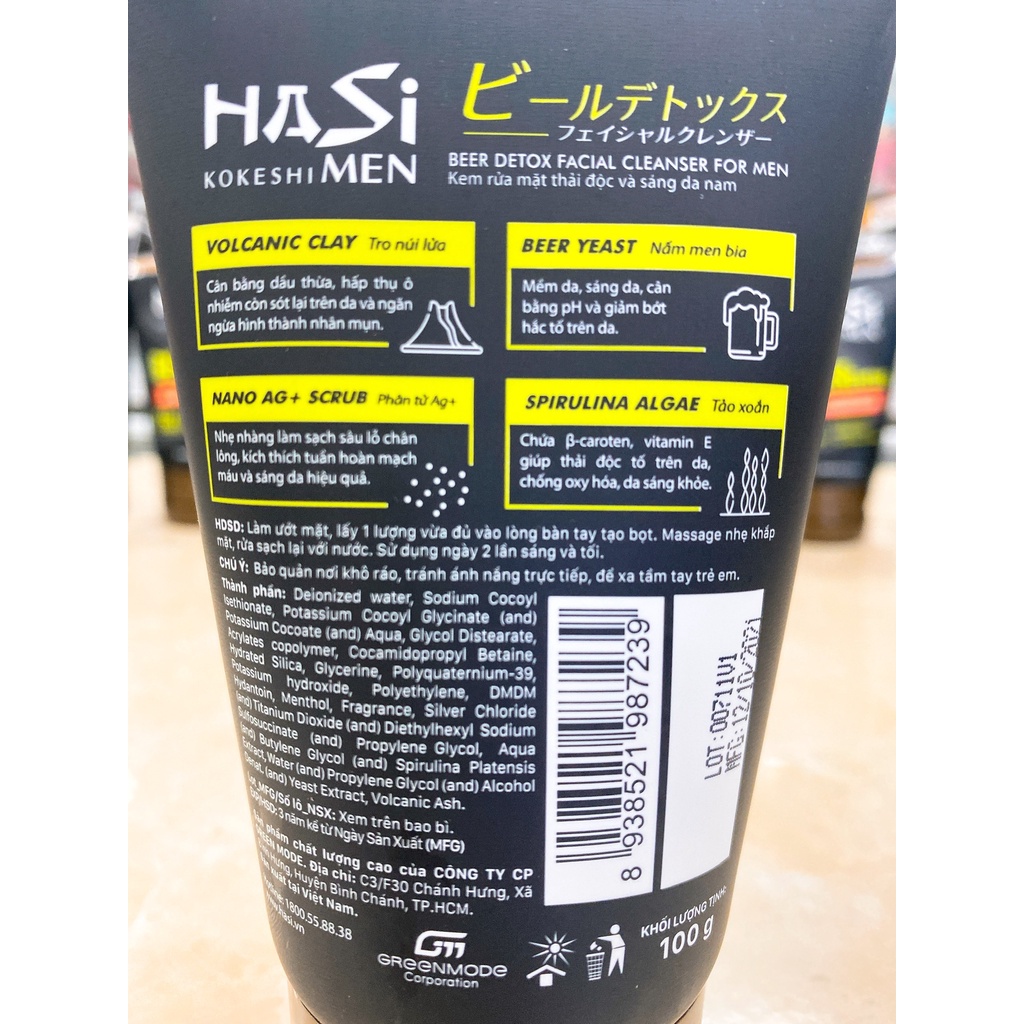 HASi
KOKESHI MEN
ビールデトックス
フェイシャルクレンザー
BEER DETOX FACIAL CLEANSER FOR MEN
Kem rửa mặt thải độc và sáng da nam
VOLCANIC CLAY Tro núi lửa
Cân bằng dầu thừa, hấp thụ ô
nhiễm còn sót lại trên da và ngăn
ngừa hình thành nhân mụn.
BEER YEAST Nấm men bia
Mềm da, sáng da, cân
bằng pH và giảm bớt
hắc tố trên da.
NANO AG+ SCRUB Phân tử Ag+
Nhẹ nhàng làm sạch sâu lỗ chân
lông, kích thích tuần hoàn mạch
máu và sáng da hiệu quả.
SPIRULINA ALGAE Tảo xoắn
Chứa β-caroten, vitamin E
giúp thải độc tố trên da,
chống oxy hóa, da sáng khỏe.
HDSD: Làm ướt mặt, lấy 1 lượng vừa đủ vào lòng bàn tay tạo bọt. Massage nhẹ khắp
mặt, rửa sạch lại với nước. Sử dụng ngày 2 lần sáng và tối.
CHÚ Ý: Bảo quản nơi khô ráo, tránh ánh nắng trực tiếp, để xa tầm tay trẻ em.
Thành phần: Deionized water, Sodium Cocoyl
Isethionate, Potassium Cocoyl Glycinate (and)
Potassium Cocoate (and) Aqua, Glycol Distearate,
Acrylates copolymer, Cocamidopropyl Betaine,
Hydrated Silica, Glycerine, Polyquaternium-39,
Potassium hydroxide, Polyethylene, DMDM
Hydantoin, Menthol, Fragrance, Silver Chloride
(and) Titanium Dioxide (and) Diethylhexyl Sodium
Sulfosuccinate (and) Propylene Glycol, Aqua
(and) Butylene Glycol (and) Spirulina Platensis
Extract, Water (and) Propylene Glycol (and) Alcohol
Denat. (and) Yeast Extract, Volcanic Ash.
Lot_MFG/Số lô_NSX: Xem trên bao bì.
EXP/HSD: 3 năm kể từ Ngày Sản Xuất (MFG)
Sản phẩm chất lượng cao của CÔNG TY CP
GREEN MODE. Địa chỉ: C3/F30 Chánh Hưng, Xã
Hưng, Huyện Bình Chánh, TP.HCM.
xuất tại Việt Nam.
1800.55.88.38
8 938521 987239
LOT:00711V1
MFG:12/10/2021
GREENMODE
Corporation
KHỐI LƯỢNG TỊNH:
100 g